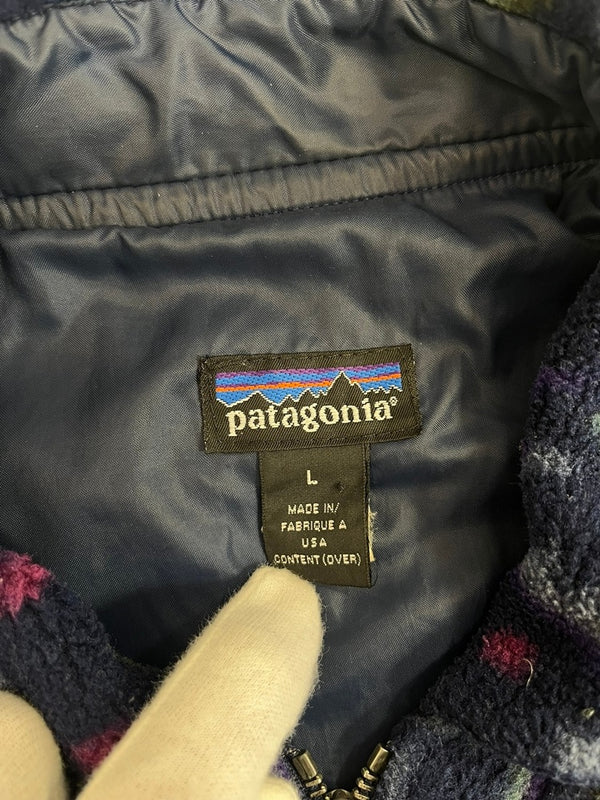 patagonia®
L
MADE IN/
FABRIQUE A
USA
CONTENT (OVER)